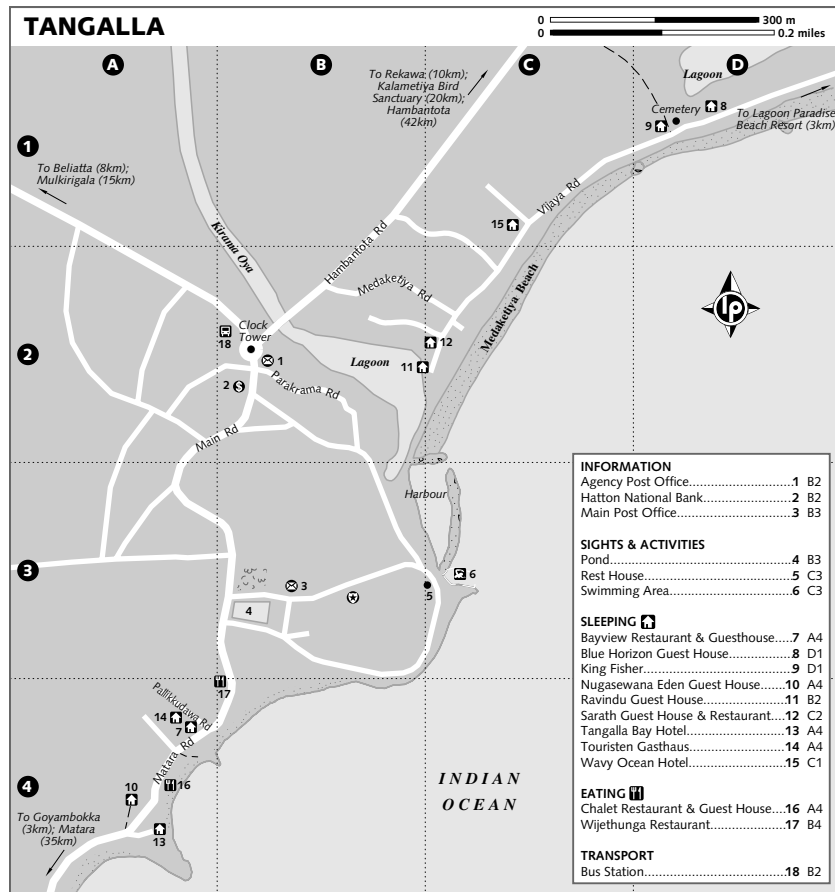 TANGALLA
0 300 m
0 0.2 miles
A
B
C
D
1
2
3
4
To Rekawa (10km);
Kalametiya Bird
Sanctuary (20km);
Hambantota
(42km)
Lagoon
Cemetery
8
9
To Lagoon Paradise
Beach Resort (3km)
To Beliatta (8km);
Mulkirigala (15km)
Kirama Oya
Hambantota Rd
15
Vijaya Rd
Medaketiya Rd
Medaketiya Beach
lp
Clock
Tower
18
1
2
Parakrama Rd
Main Rd
Lagoon
12
11
Harbour
3
4
5
6
17
Pallikkudawa Rd
14
7
Matara Rd
10
16
13
To Goyambokka
(3km); Matara
(35km)
INDIAN
OCEAN
INFORMATION
Agency Post Office 1 B2
Hatton National Bank 2 B2
Main Post Office 3 B3
SIGHTS & ACTIVITIES
Pond 4 B3
Rest House 5 C3
Swimming Area 6 C3
SLEEPING
Bayview Restaurant & Guesthouse 7 A4
Blue Horizon Guest House 8 D1
King Fisher 9 D1
Nugasewana Eden Guest House 10 A4
Ravindu Guest House 11 B2
Sarath Guest House & Restaurant 12 C2
Tangalla Bay Hotel 13 A4
Touristen Gasthaus 14 A4
Wavy Ocean Hotel 15 C1
EATING
Chalet Restaurant & Guest House 16 A4
Wijethunga Restaurant 17 B4
TRANSPORT
Bus Station 18 B2